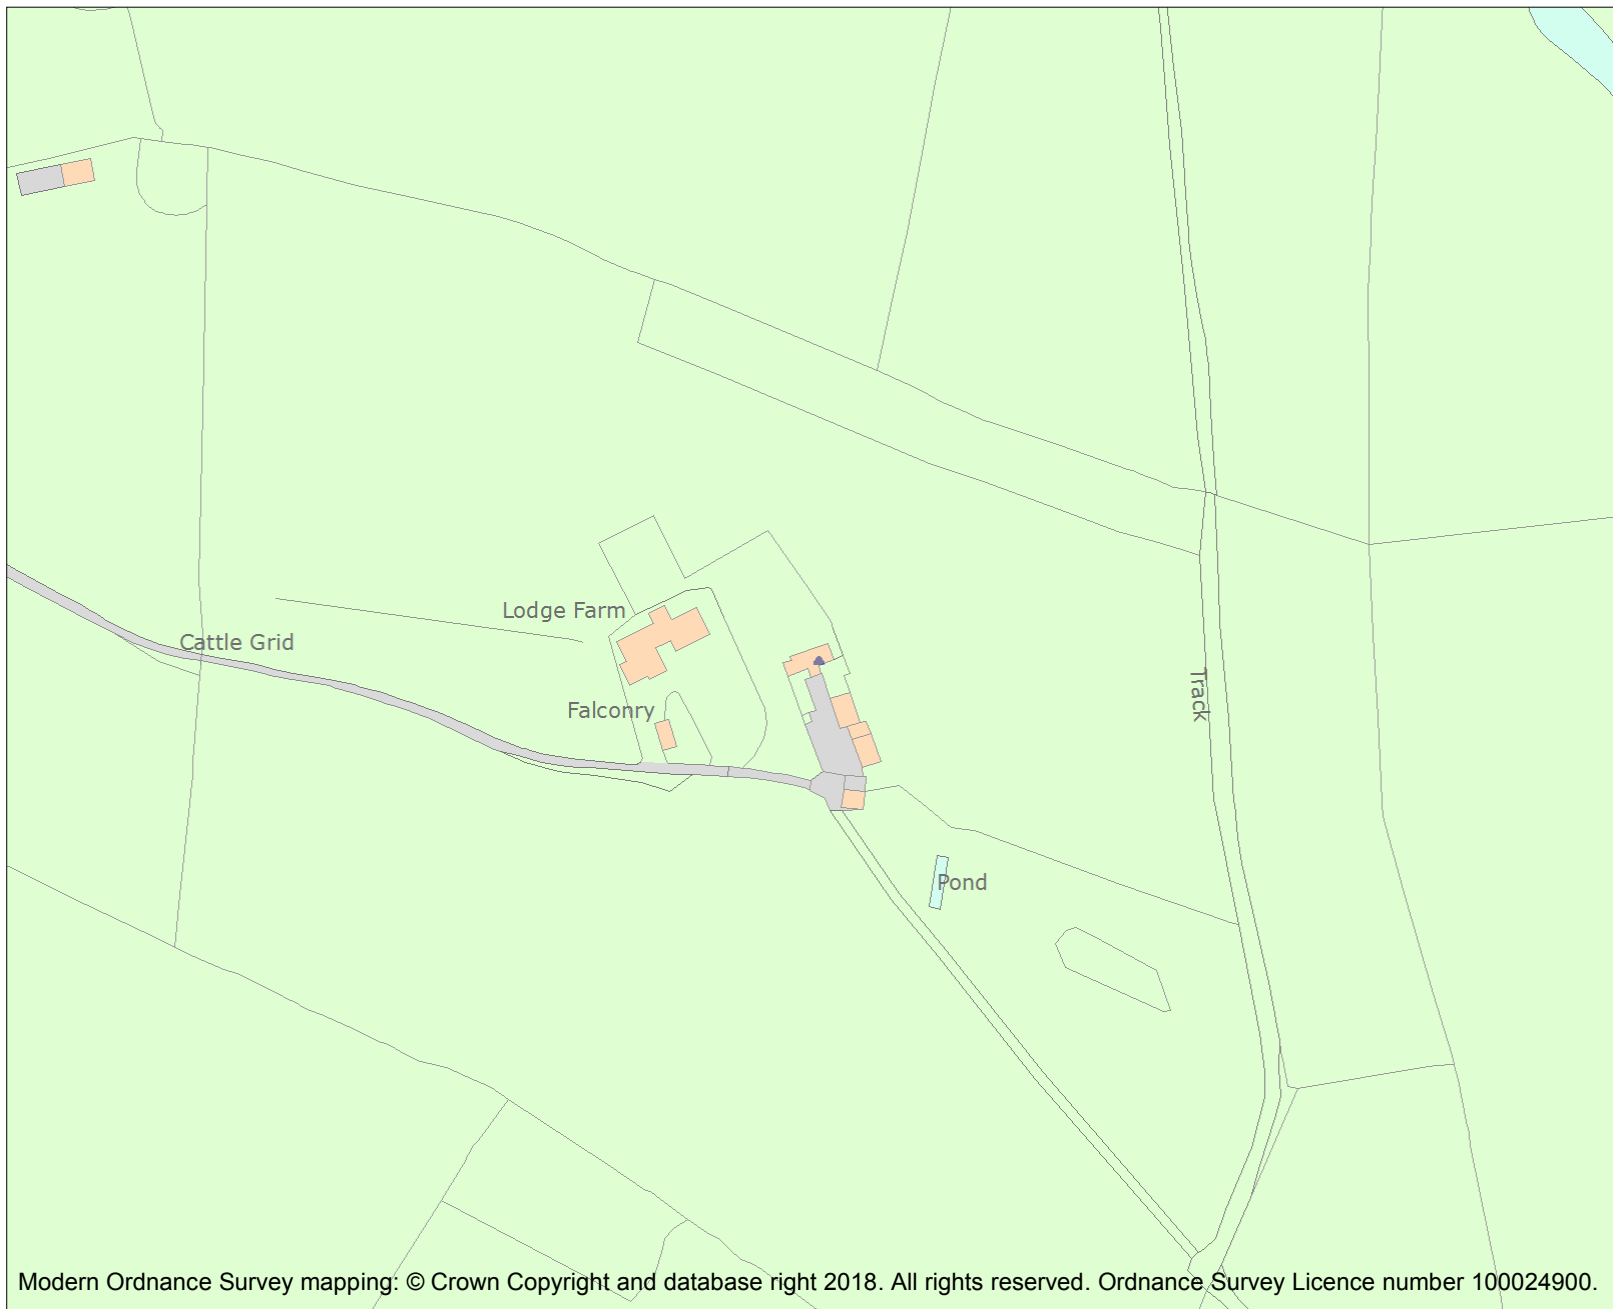 Lodge Farm
Cattle Grid
Track
Falconry
Pond
Modern Ordnance Survey mapping: © Crown Copyright and database right 2018. All rights reserved. Ordnance Survey Licence number 100024900.